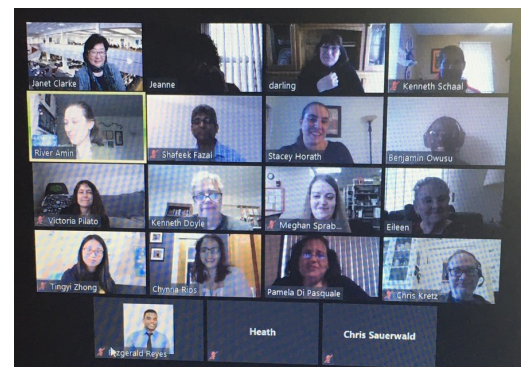 Janet Clarke
Jeanne
darling
Kenneth Schaal
River Amin
Shafeek Fazal
Stacey Horath
Benjamin Owusu
Victoria Pilato
Kenneth Doyle
Meghan Sprab...
Eileen
Tingyi Zhong
Chynna Rios
Pamela Di Pasquale
Chris Kretz
Heath
Chris Sauerwald
Reyes